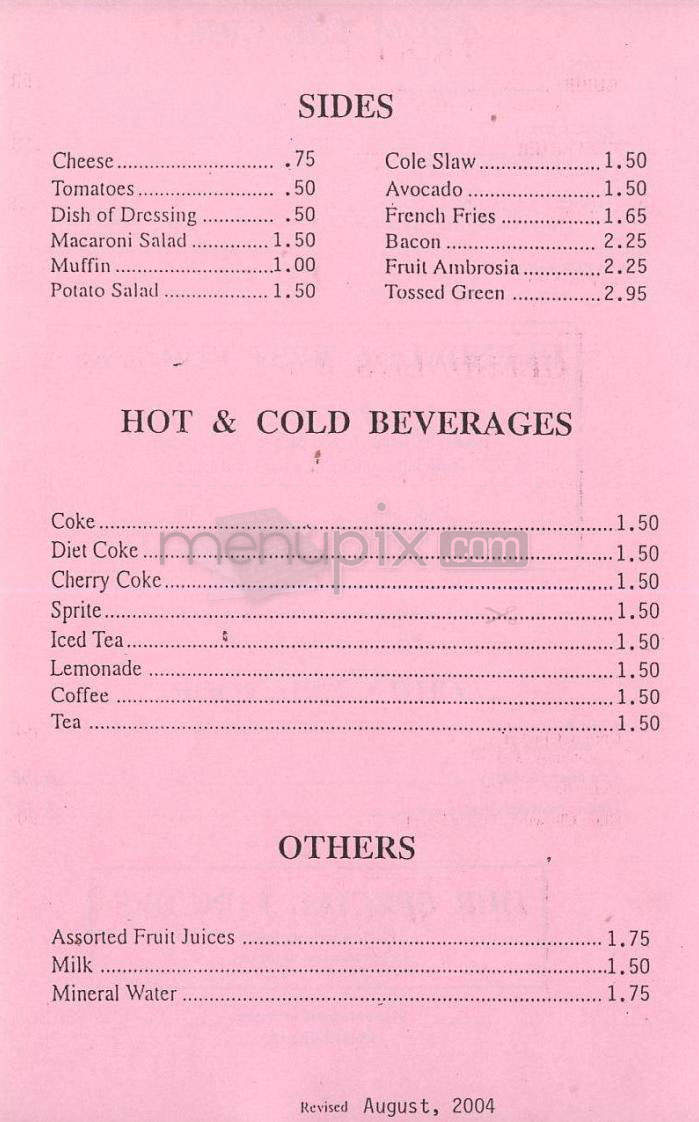 SIDES
Cheese........................... .75
Tomatoes......................... .50
Dish of Dressing ............. .50
Macaroni Salad .............. 1.50
Muffin .............................1.00
Potato Salad ................... 1.50
Cole Slaw...................... 1.50
Avocado ........................ 1.50
French Fries ..................1.65
Bacon ........................... 2.25
Fruit Ambrosia..............2.25
Tossed Green ................2.95
HOT & COLD BEVERAGES
Coke.................................................................................................1.50
Diet Coke .........................................................................................1.50
menupix.com
Cherry Coke.....................................................................................1.50
Sprite................................................................................................1.50
Iced Tea............................................................................................1.50
Lemonade ........................................................................................1.50
Coffee ..............................................................................................1.50
Tea ...................................................................................................1.50
OTHERS
Assorted Fruit Juices .................................................................. 1.75
Milk ..............................................................................................1.50
Mineral Water ............................................................................. 1.75
Revised August, 2004